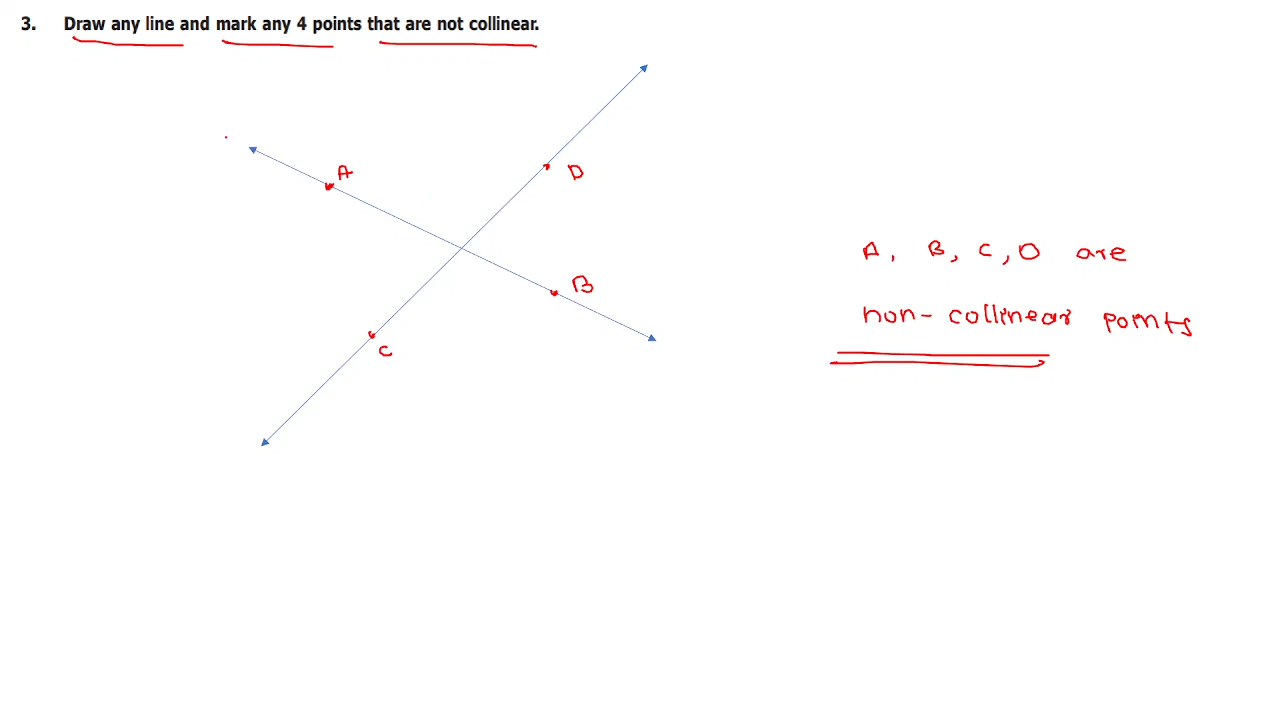 3. Draw any line and mark any 4 points that are not collinear.
A
D
B
C
A, B, C, D are
non-collinear points